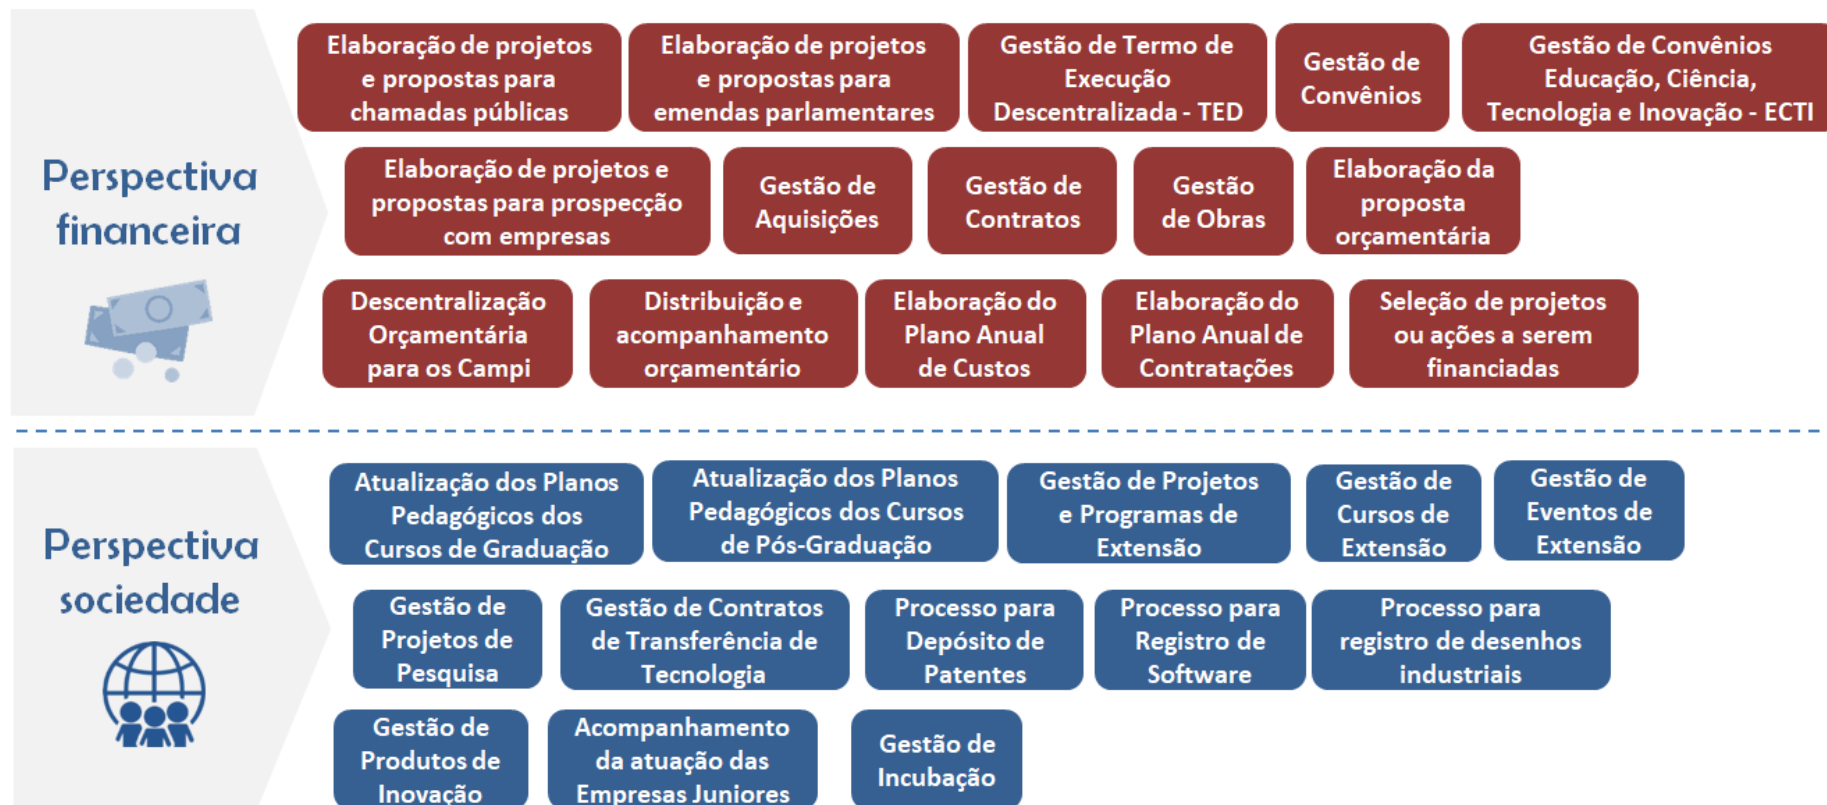 Perspectiva
financeira
Elaboração de projetos
e propostas para
chamadas públicas
Elaboração de projetos
e propostas para
emendas parlamentares
Gestão de Termo de
Execução
Descentralizada - TED
Gestão de
Convênios
Gestão de Convênios
Educação, Ciência,
Tecnologia e Inovação - ECTI
Elaboração de projetos e
propostas para prospecção
com empresas
Gestão de
Aquisições
Gestão de
Contratos
Gestão
de Obras
Elaboração da
proposta
orçamentária
Descentralização
Orçamentária
para os Campi
Distribuição e
acompanhamento
orçamentário
Elaboração do
Plano Anual
de Custos
Elaboração do
Plano Anual de
Contratações
Seleção de projetos
ou ações a serem
financiadas
Perspectiva
sociedade
Atualização dos Planos
Pedagógicos dos
Cursos de Graduação
Atualização dos Planos
Pedagógicos dos Cursos
de Pós-Graduação
Gestão de Projetos
e Programas de
Extensão
Gestão de
Cursos de
Extensão
Gestão de
Eventos de
Extensão
Gestão de
Projetos de
Pesquisa
Gestão de Contratos
de Transferência de
Tecnologia
Processo para
Depósito de
Patentes
Processo para
Registro de
Software
Processo para
registro de desenhos
industriais
Gestão de
Produtos de
Inovação
Acompanhamento
da atuação das
Empresas Juniores
Gestão de
Incubação